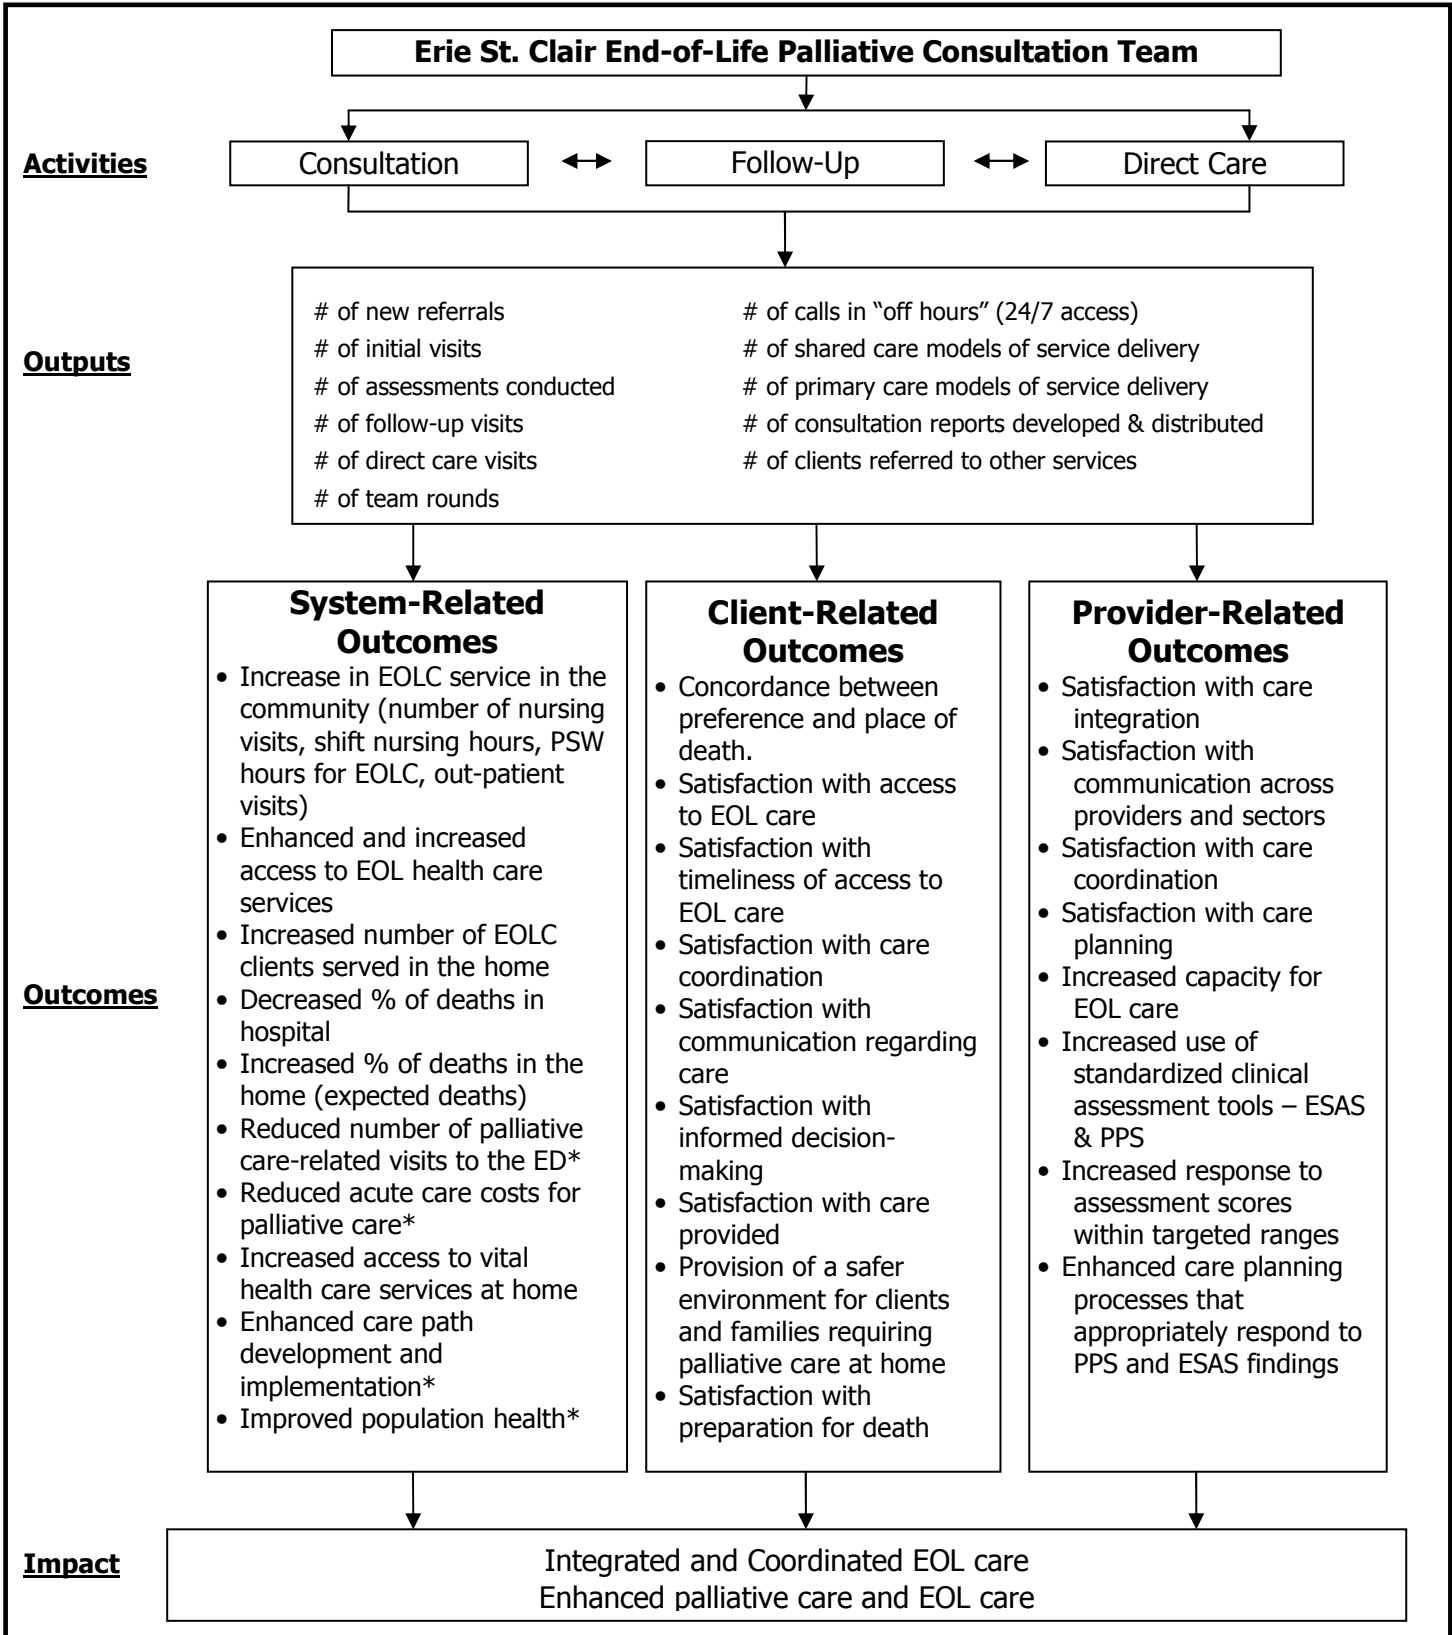 Erie St. Clair End-of-Life Palliative Consultation Team
Activities
Consultation
Follow-Up
Direct Care
Outputs
# of new referrals
# of initial visits
# of assessments conducted
# of follow-up visits
# of direct care visits
# of team rounds
# of calls in “off hours” (24/7 access)
# of shared care models of service delivery
# of primary care models of service delivery
# of consultation reports developed & distributed
# of clients referred to other services
Outcomes
System-Related
Outcomes
• Increase in EOLC service in the
community (number of nursing
visits, shift nursing hours, PSW
hours for EOLC, out-patient
visits)
• Enhanced and increased
access to EOL health care
services
• Increased number of EOLC
clients served in the home
• Decreased % of deaths in
hospital
• Increased % of deaths in the
home (expected deaths)
• Reduced number of palliative
care-related visits to the ED*
• Reduced acute care costs for
palliative care*
• Increased access to vital
health care services at home
• Enhanced care path
development and
implementation*
• Improved population health*
Client-Related
Outcomes
• Concordance between
preference and place of
death.
• Satisfaction with access
to EOL care
• Satisfaction with
timeliness of access to
EOL care
• Satisfaction with care
coordination
• Satisfaction with
communication regarding
care
• Satisfaction with
informed decision-
making
• Satisfaction with care
provided
• Provision of a safer
environment for clients
and families requiring
palliative care at home
• Satisfaction with
preparation for death
Provider-Related
Outcomes
• Satisfaction with care
integration
• Satisfaction with
communication across
providers and sectors
• Satisfaction with care
coordination
• Satisfaction with care
planning
• Increased capacity for
EOL care
• Increased use of
standardized clinical
assessment tools – ESAS
& PPS
• Increased response to
assessment scores
within targeted ranges
• Enhanced care planning
processes that
appropriately respond to
PPS and ESAS findings
Impact
Integrated and Coordinated EOL care
Enhanced palliative care and EOL care